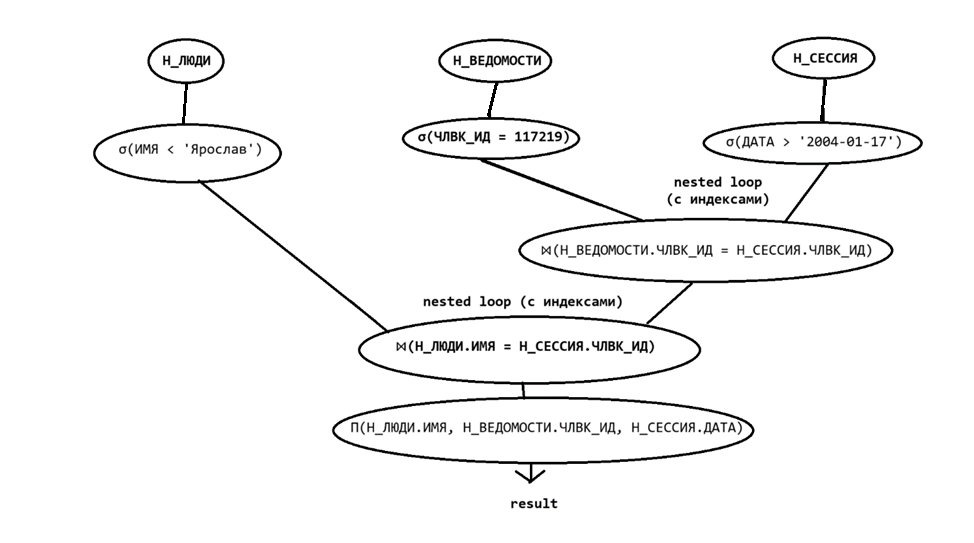 Н_ЛЮДИ
Н_ВЕДОМОСТИ
Н_СЕССИЯ
σ(ИМЯ < 'Ярослав')
σ(ЧЛВК_ИД = 117219)
σ(ДАТА > '2004-01-17')
nested loop
(с индексами)
⋈(Н_ВЕДОМОСТИ.ЧЛВК_ИД = Н_СЕССИЯ.ЧЛВК_ИД)
nested loop (с индексами)
⋈(Н_ЛЮДИ.ИМЯ = Н_СЕССИЯ.ЧЛВК_ИД)
П(Н_ЛЮДИ.ИМЯ, Н_ВЕДОМОСТИ.ЧЛВК_ИД, Н_СЕССИЯ.ДАТА)
result